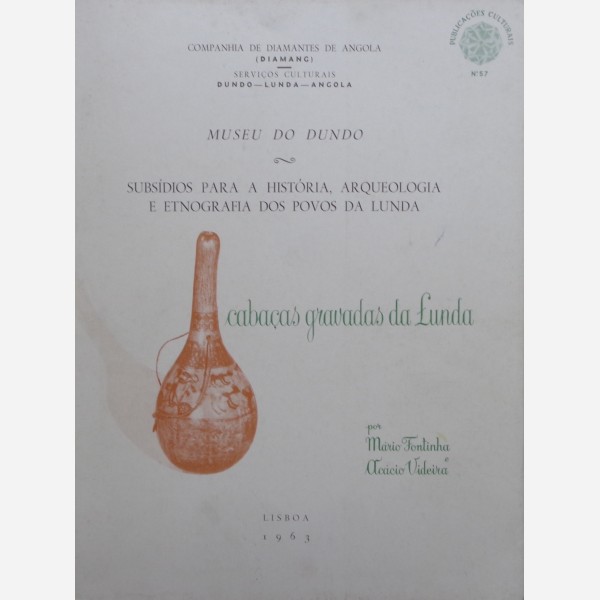 PUBLICAÇÕES CULTURAIS
Nº 57
COMPANHIA DE DIAMANTES DE ANGOLA
(DIAMANG)
SERVIÇOS CULTURAIS
DUNDO—LUNDA—ANGOLA
MUSEU DO DUNDO
SUBSÍDIOS PARA A HISTÓRIA, ARQUEOLOGIA
E ETNOGRAFIA DOS POVOS DA LUNDA
cabaças gravadas da Lunda
por
Mário Fontinha
e
Acácio Videira
LISBOA
1963